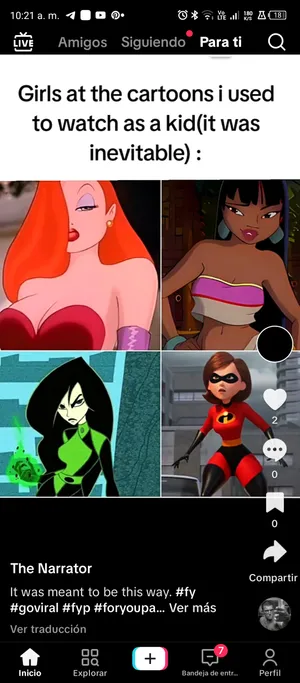 10:21 a. m.
Vo LTE 180 K/S 18
LIVE Amigos Siguiendo Para ti
Girls at the cartoons i used
to watch as a kid(it was
inevitable) :
2
0
0
Compartir
The Narrator
It was meant to be this way. #fy
#goviral #fyp #foryoupa... Ver más
Ver traducción
7
Inicio Explorar Bandeja de entr... Perfil